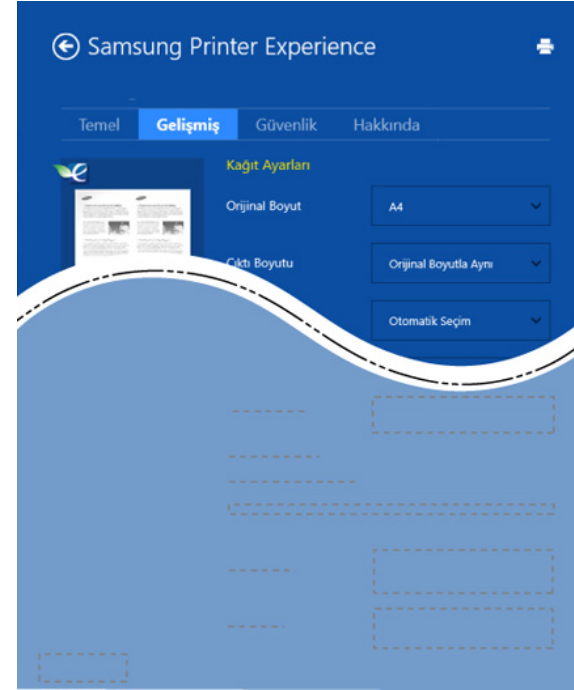 Samsung Printer Experience
Temel Gelişmiş Güvenlik Hakkında
Kağıt Ayarları
Orijinal Boyut A4
Çıktı Boyutu Orijinal Boyutla Aynı
Otomatik Seçim